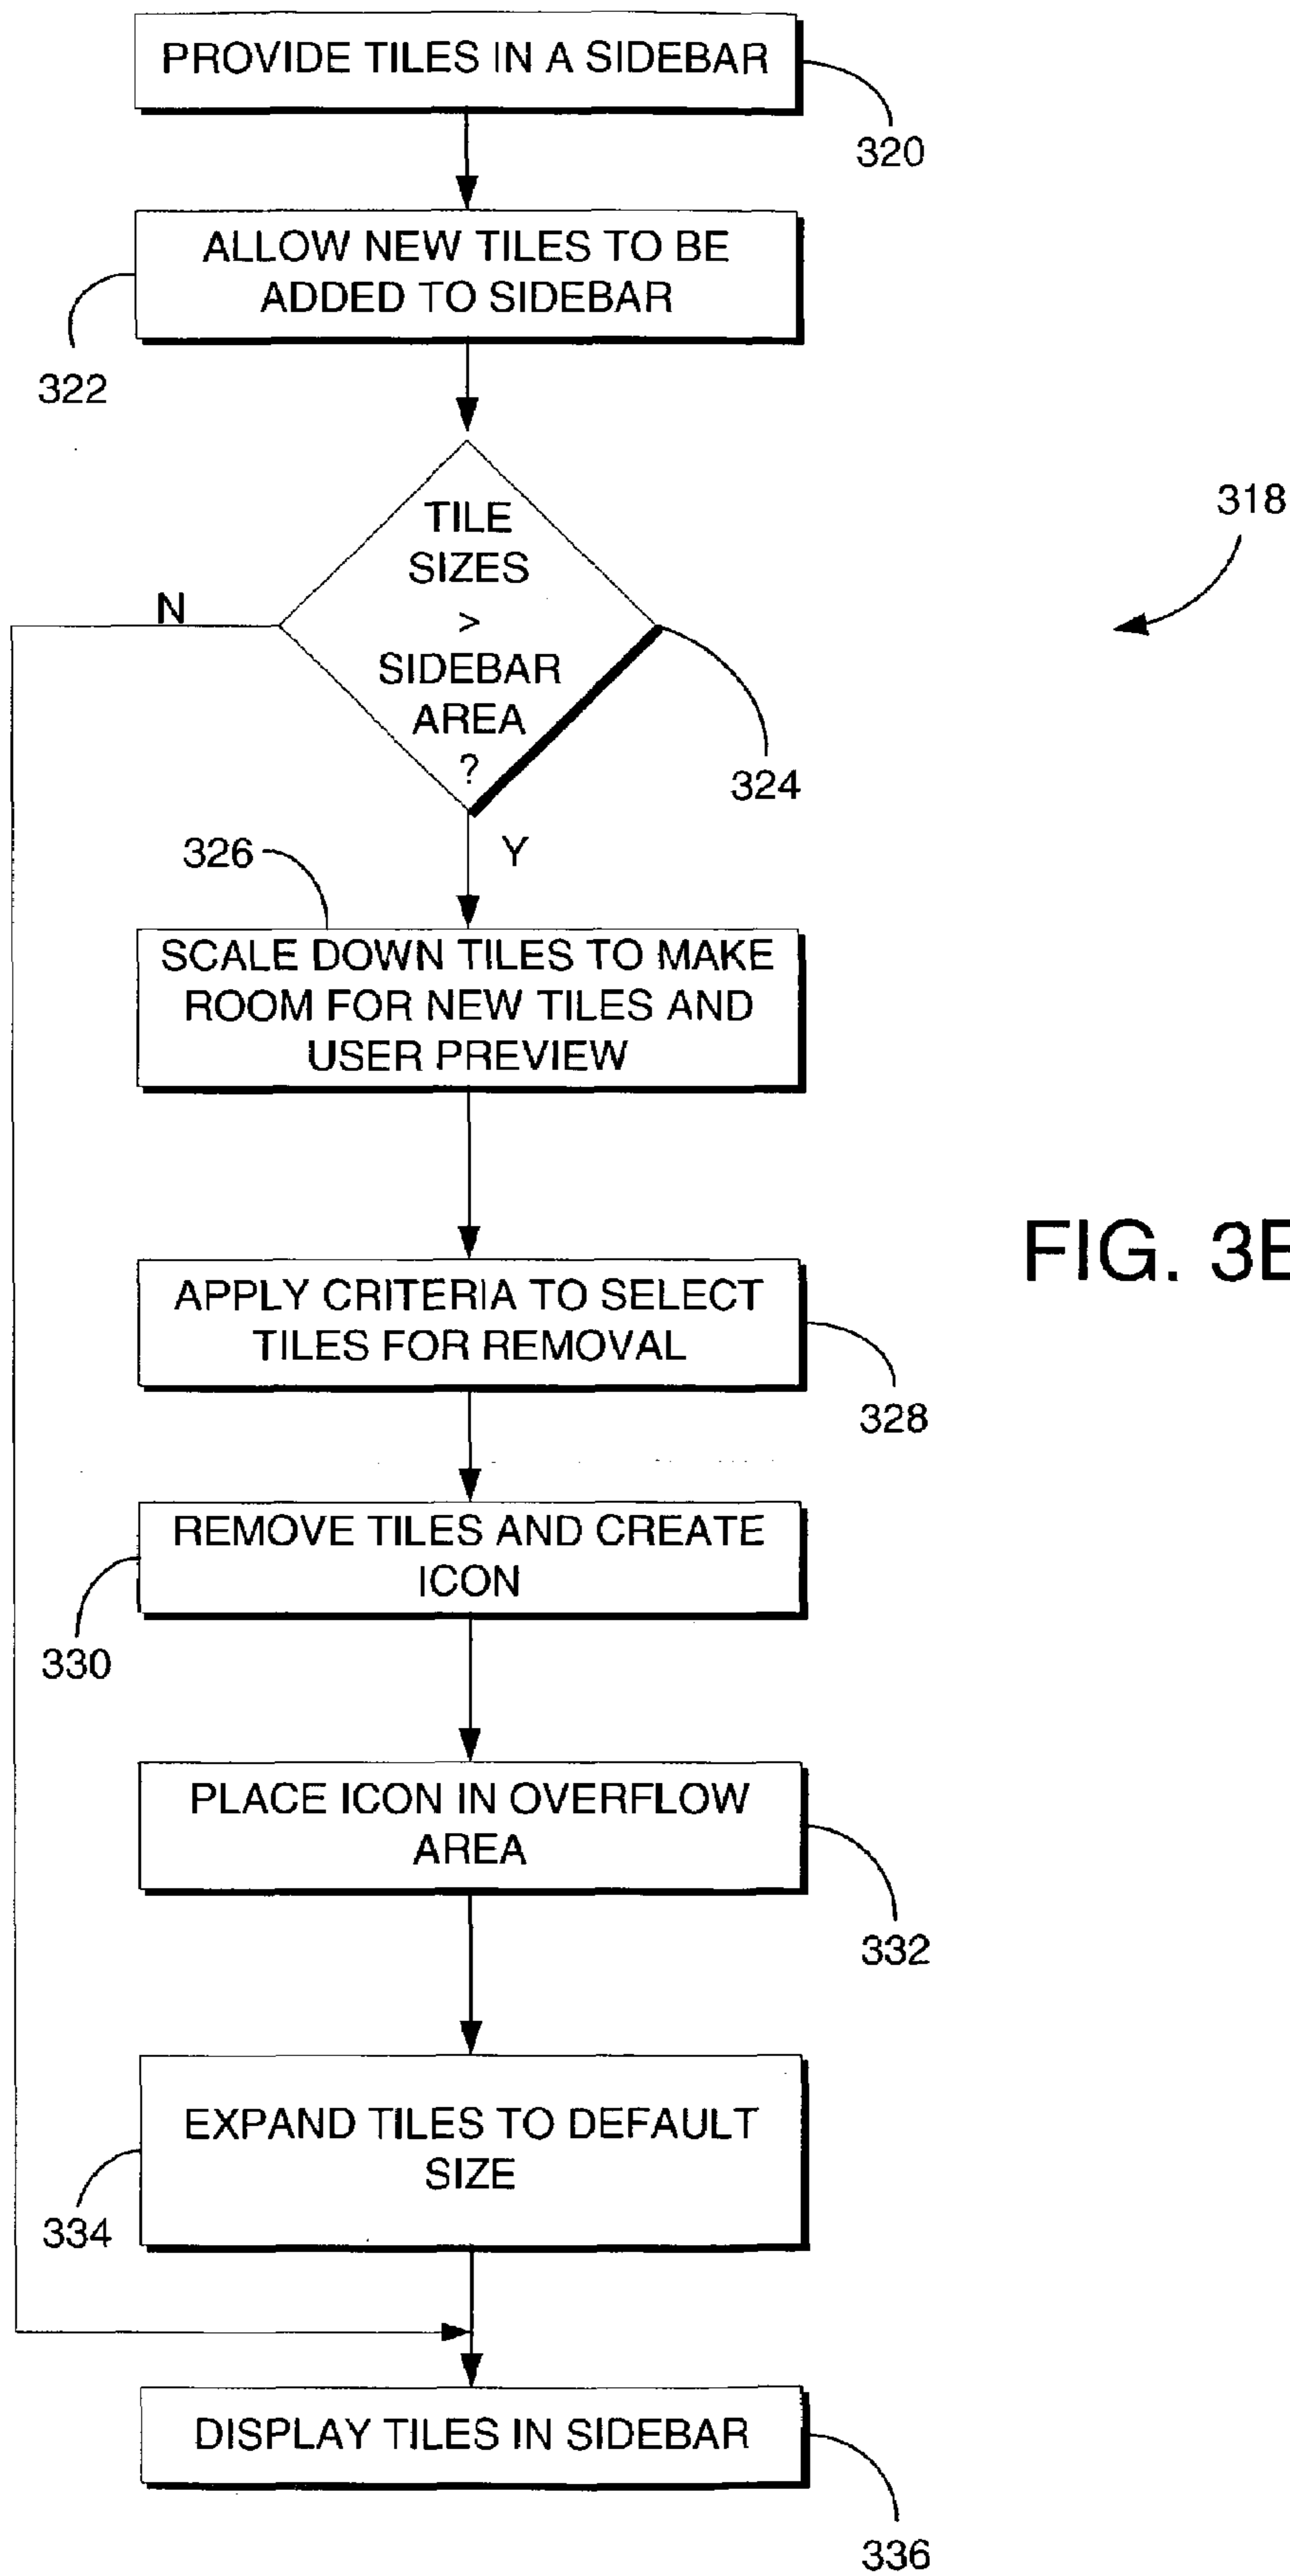 PROVIDE TILES IN A SIDEBAR
320
ALLOW NEW TILES TO BE
ADDED TO SIDEBAR
322
TILE
SIZES
>
SIDEBAR
AREA
?
N
318
324
Y
326
SCALE DOWN TILES TO MAKE
ROOM FOR NEW TILES AND
USER PREVIEW
FIG. 3B
APPLY CRITERIA TO SELECT
TILES FOR REMOVAL
328
REMOVE TILES AND CREATE
ICON
330
PLACE ICON IN OVERFLOW
AREA
332
EXPAND TILES TO DEFAULT
SIZE
334
DISPLAY TILES IN SIDEBAR
336